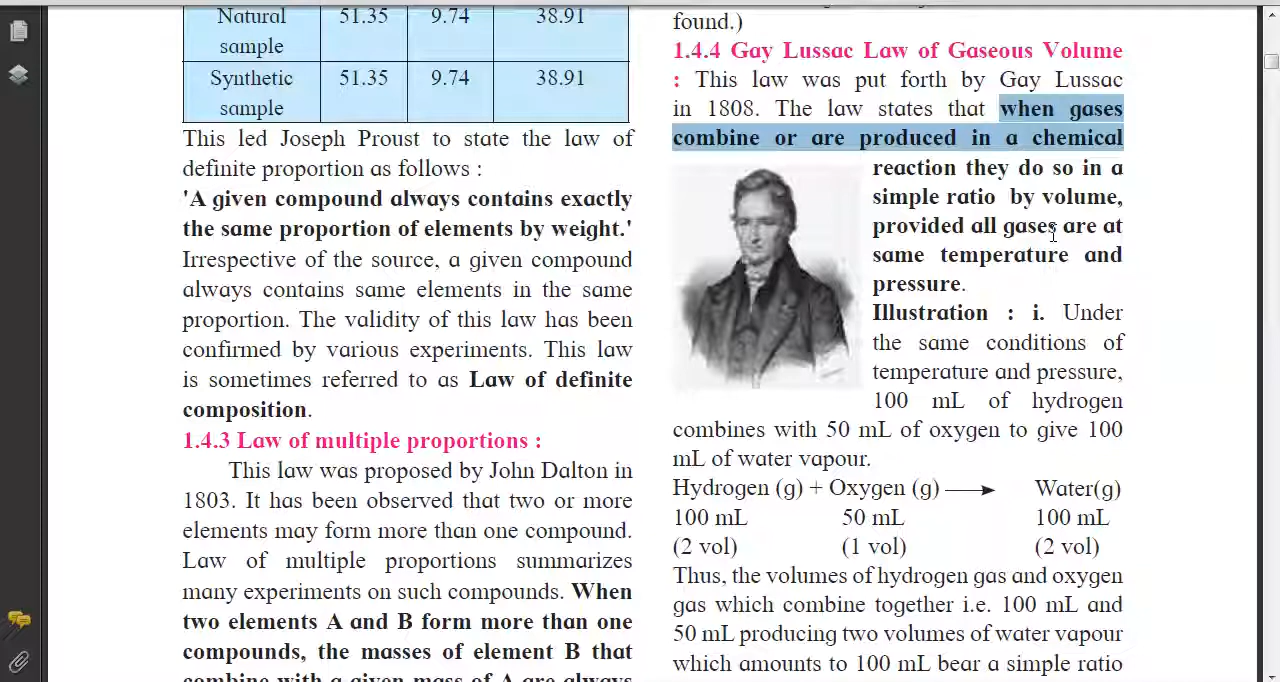 Natural 51.35 9.74 38.91
sample
Synthetic 51.35 9.74 38.91
sample
This led Joseph Proust to state the law of
definite proportion as follows :
'A given compound always contains exactly
the same proportion of elements by weight.'
Irrespective of the source, a given compound
always contains same elements in the same
proportion. The validity of this law has been
confirmed by various experiments. This law
is sometimes referred to as Law of definite
composition.
1.4.3 Law of multiple proportions :
This law was proposed by John Dalton in
1803. It has been observed that two or more
elements may form more than one compound.
Law of multiple proportions summarizes
many experiments on such compounds. When
two elements A and B form more than one
compounds, the masses of element B that
combine with a given mass of A are always
found.)
1.4.4 Gay Lussac Law of Gaseous Volume
: This law was put forth by Gay Lussac
in 1808. The law states that when gases
combine or are produced in a chemical
reaction they do so in a
simple ratio by volume,
provided all gases are at
same temperature and
pressure.
Illustration : i. Under
the same conditions of
temperature and pressure,
100 mL of hydrogen
combines with 50 mL of oxygen to give 100
mL of water vapour.
Hydrogen (g) + Oxygen (g) ⟶ Water(g)
100 mL 50 mL 100 mL
(2 vol) (1 vol) (2 vol)
Thus, the volumes of hydrogen gas and oxygen
gas which combine together i.e. 100 mL and
50 mL producing two volumes of water vapour
which amounts to 100 mL bear a simple ratio